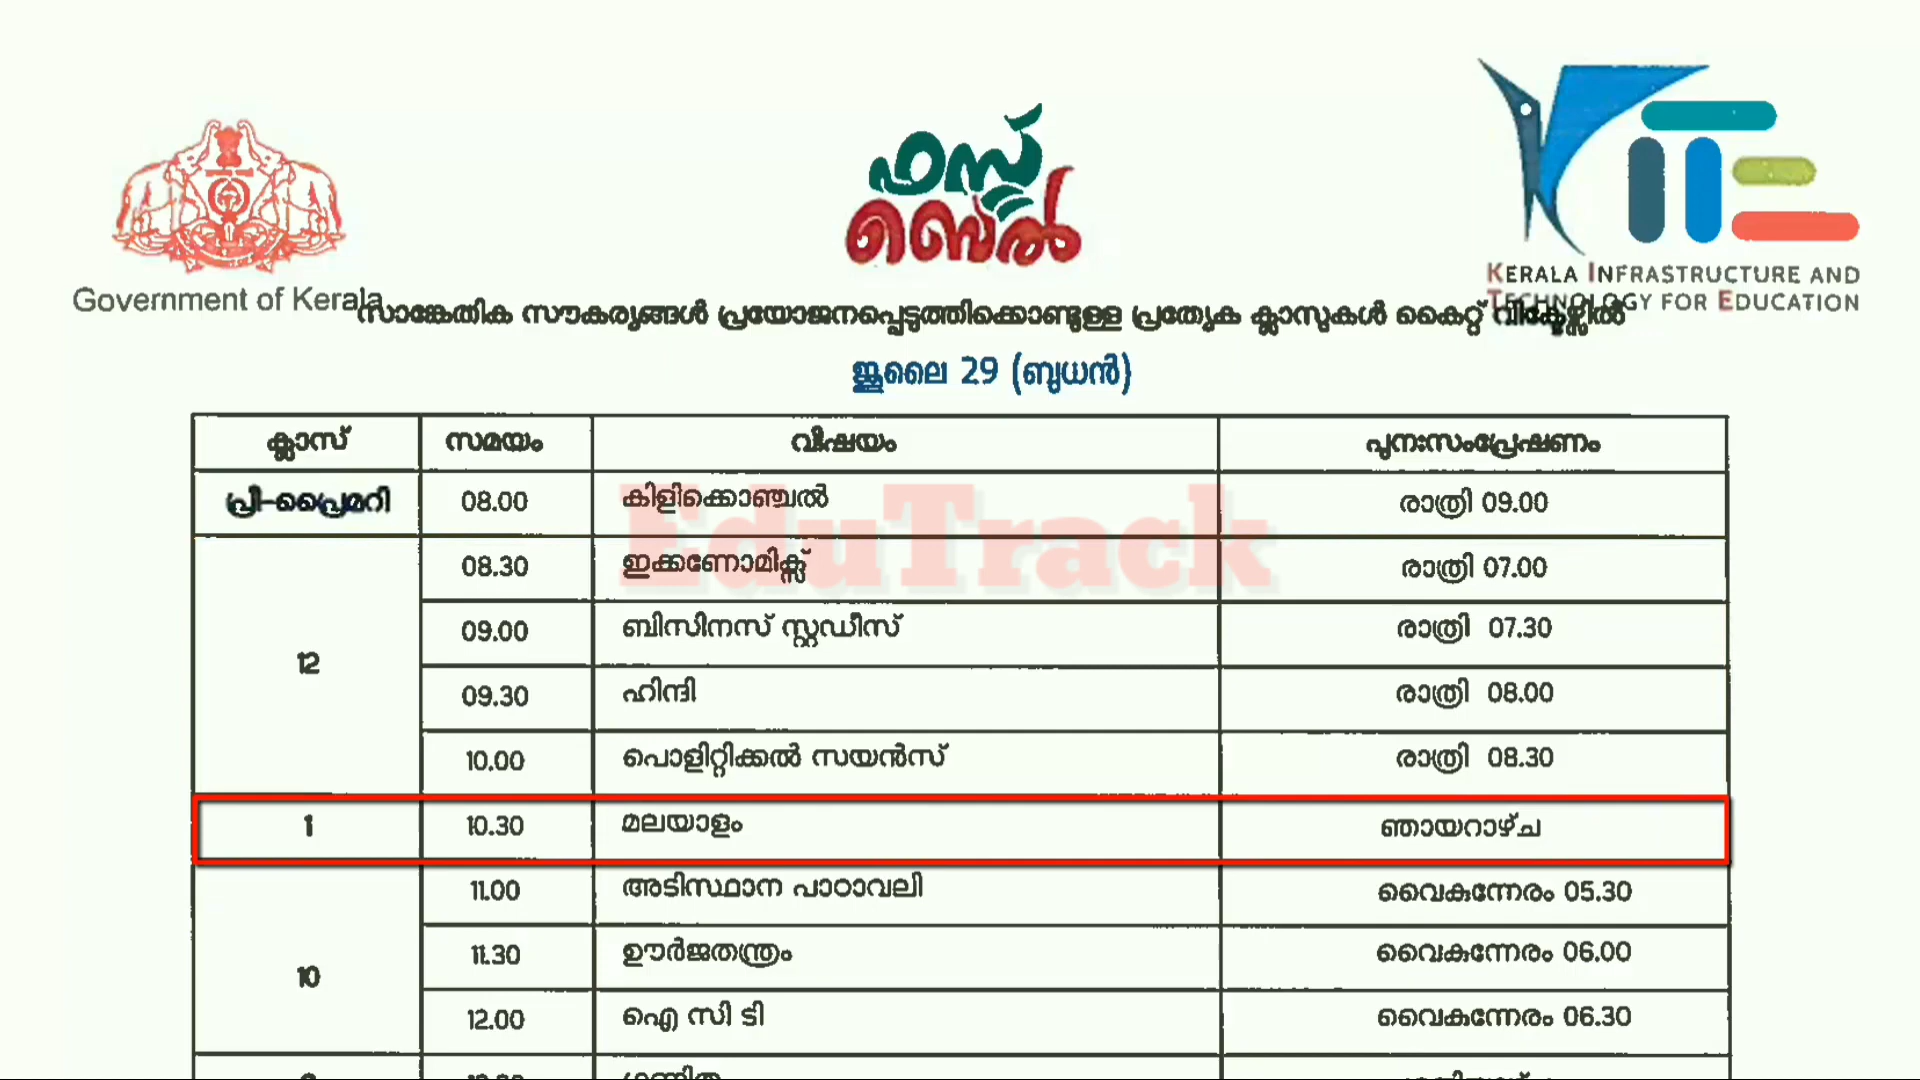 ഫസ്റ്റ്
ബെൽ
KITE
KERALA INFRASTRUCTURE AND
TECHNOLOGY FOR EDUCATION
Government of Kerala
സാങ്കേതിക സൗകര്യങ്ങൾ പ്രയോജനപ്പെടുത്തിക്കൊണ്ടുള്ള പ്രത്യേക ക്ലാസുകൾ കൈറ്റ് വിക്ടേഴ്സിൽ
ജൂലൈ 29 (ബുധൻ)
ക്ലാസ് സമയം വിഷയം പുനഃസംപ്രേഷണം
പ്രീ-പ്രൈമറി 08.00 കിളിക്കൊഞ്ചൽ രാത്രി 09.00
EduTrack
08.30 ഇക്കണോമിക്സ് രാത്രി 07.00
09.00 ബിസിനസ് സ്റ്റഡീസ് രാത്രി 07.30
12
09.30 ഹിന്ദി രാത്രി 08.00
10.00 പൊളിറ്റിക്കൽ സയൻസ് രാത്രി 08.30
1 10.30 മലയാളം ഞായറാഴ്ച
11.00 അടിസ്ഥാന പാഠാവലി വൈകുന്നേരം 05.30
11.30 ഊർജതന്ത്രം വൈകുന്നേരം 06.00
10
12.00 ഐ സി ടി വൈകുന്നേരം 06.30